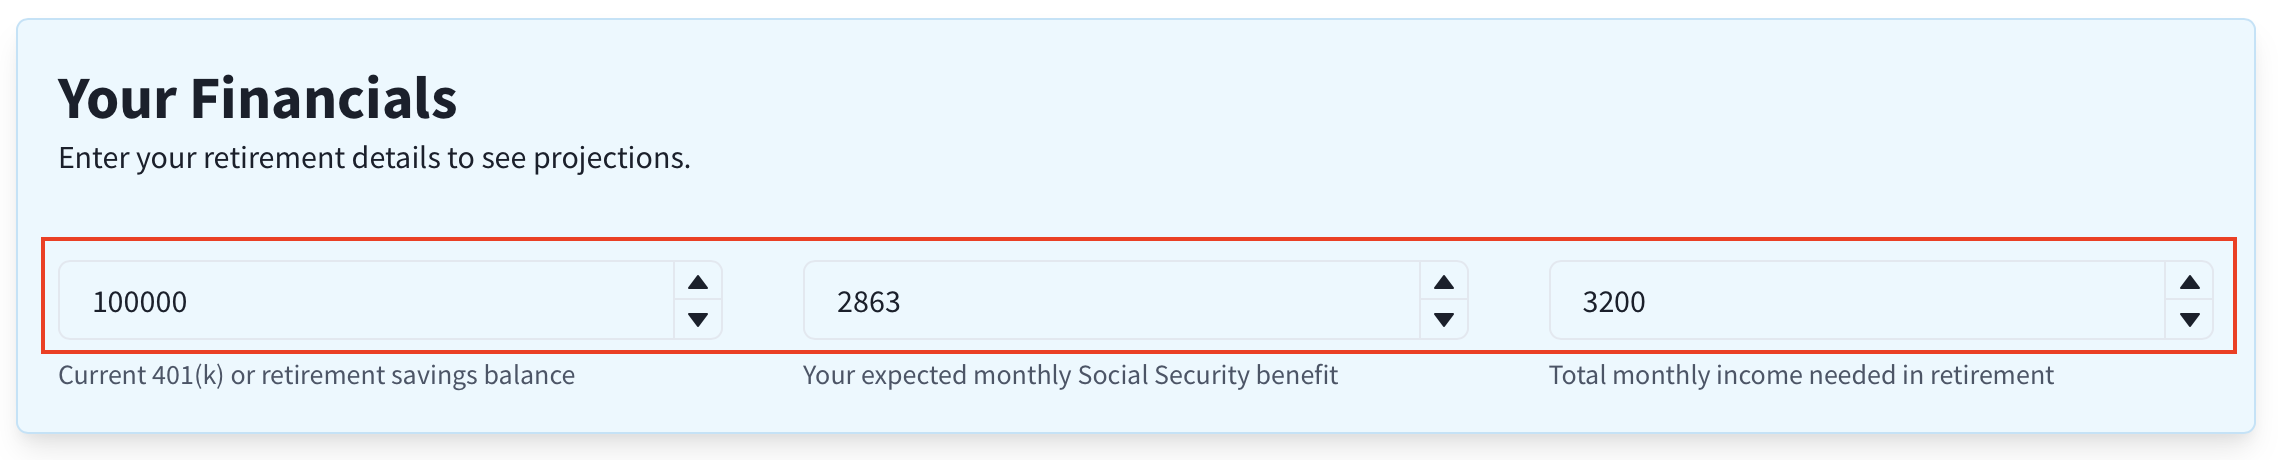 Your Financials
Enter your retirement details to see projections.
100000
2863
3200
Current 401(k) or retirement savings balance
Your expected monthly Social Security benefit
Total monthly income needed in retirement